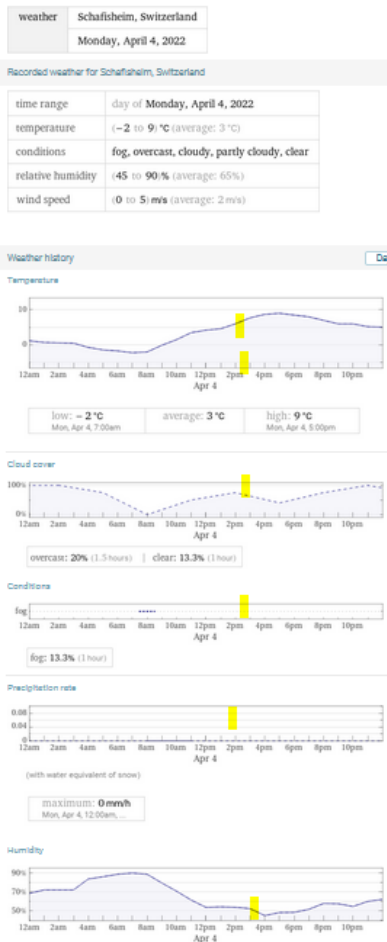 weather Schafisheim, Switzerland
Monday, April 4, 2022
Recorded weather for Schafisheim, Switzerland
time range day of Monday, April 4, 2022
temperature (−2 to 9) °C (average: 3 °C)
conditions fog, overcast, cloudy, partly cloudy, clear
relative humidity (45 to 90)% (average: 65%)
wind speed (0 to 5) m/s (average: 2 m/s)
Weather history Da
Temperature
10
0
12am 2am 4am 6am 8am 10am 12pm 2pm 4pm 6pm 8pm 10pm
Apr 4
low: −2 °C average: 3 °C high: 9 °C
Mon, Apr 4, 7:00am Mon, Apr 4, 5:00pm
Cloud cover
100%
0%
12am 2am 4am 6am 8am 10am 12pm 2pm 4pm 6pm 8pm 10pm
Apr 4
overcast: 20% (1.5 hours) | clear: 13.3% (1 hour)
Conditions
fog
12am 2am 4am 6am 8am 10am 12pm 2pm 4pm 6pm 8pm 10pm
Apr 4
fog: 13.3% (1 hour)
Precipitation rate
0.08
0.04
0
12am 2am 4am 6am 8am 10am 12pm 2pm 4pm 6pm 8pm 10pm
Apr 4
(with water equivalent of snow)
maximum: 0 mm/h
Mon, Apr 4, 12:00am, ...
Humidity
90%
70%
50%
12am 2am 4am 6am 8am 10am 12pm 2pm 4pm 6pm 8pm 10pm
Apr 4